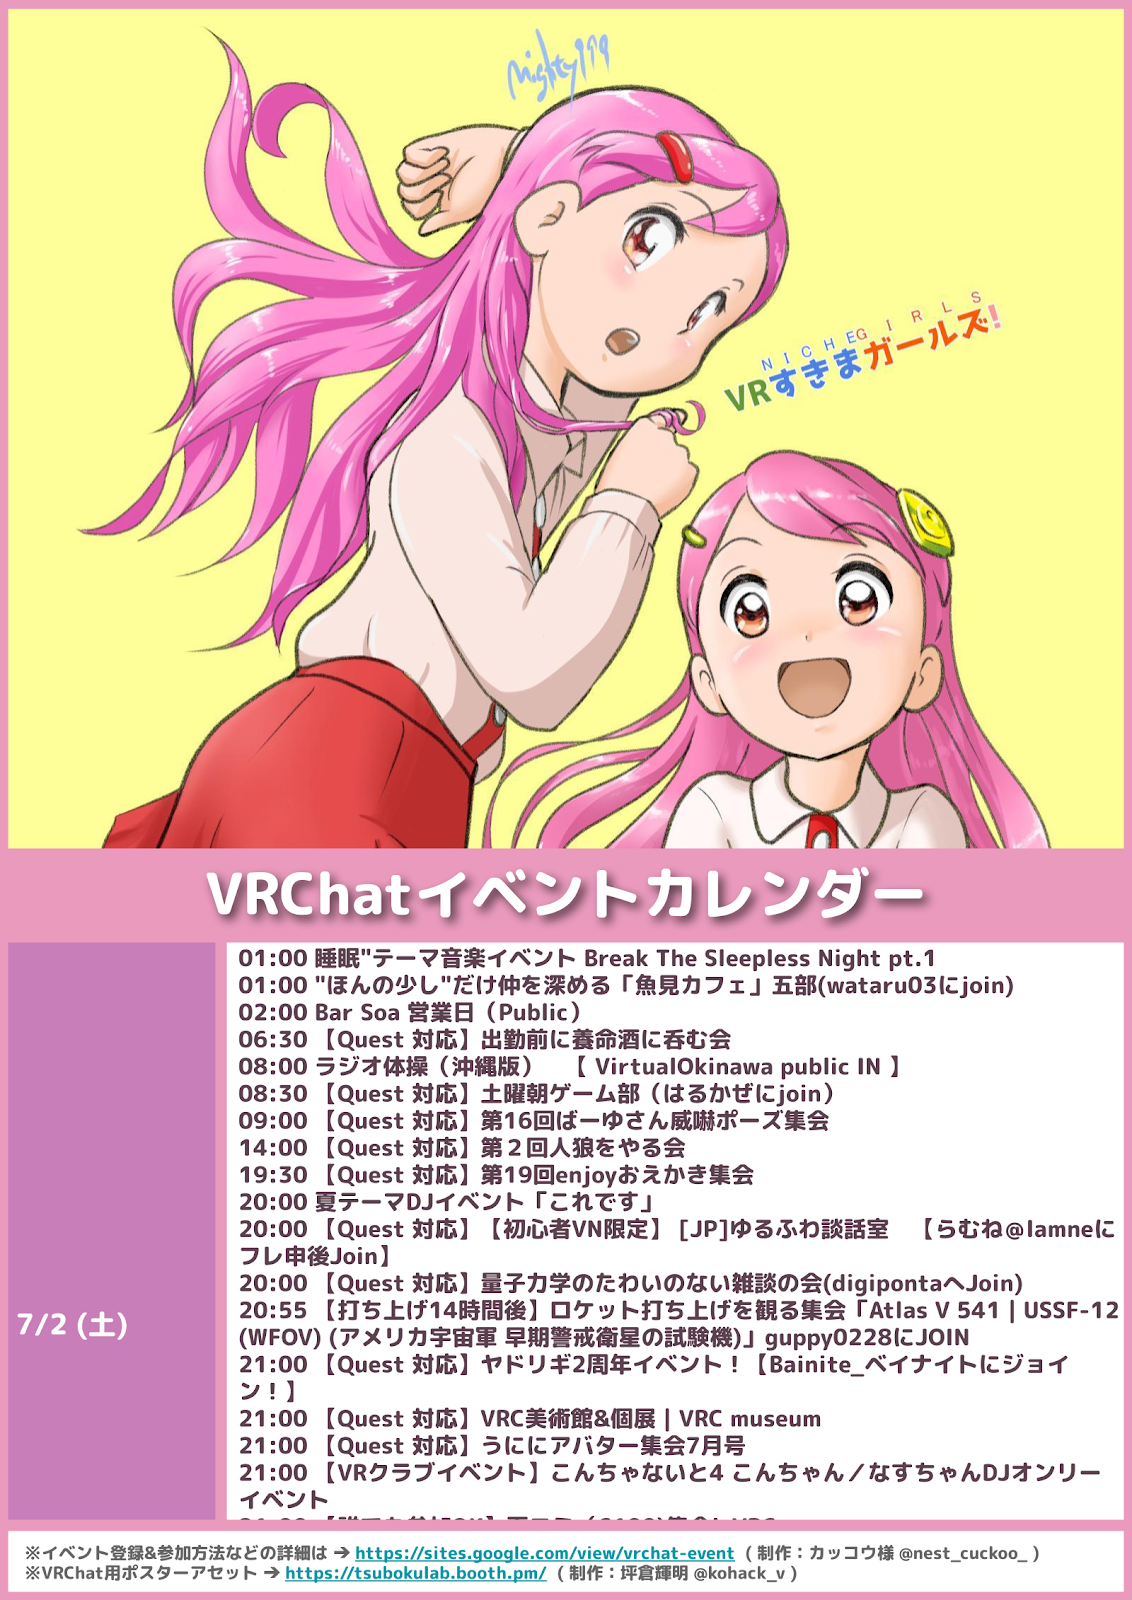 mighty199
NICHE GIRLS
VRすきまガールズ!
VRChatイベントカレンダー
7/2 (土)
01:00 睡眠"テーマ音楽イベント Break The Sleepless Night pt.1
01:00 "ほんの少し"だけ仲を深める「魚見カフェ」五部(wataru03にjoin)
02:00 Bar Soa 営業日（Public）
06:30 【Quest 対応】出勤前に養命酒に呑む会
08:00 ラジオ体操（沖縄版） 【 VirtualOkinawa public IN 】
08:30 【Quest 対応】土曜朝ゲーム部（はるかぜにjoin）
09:00 【Quest 対応】第16回ばーゆさん威嚇ポーズ集会
14:00 【Quest 対応】第２回人狼をやる会
19:30 【Quest 対応】第19回enjoyおえかき集会
20:00 夏テーマDJイベント「これです」
20:00 【Quest 対応】【初心者VN限定】 [JP]ゆるふわ談話室 【らむね@lamneに
フレ申後Join】
20:00 【Quest 対応】量子力学のたわいのない雑談の会(digipontaへJoin)
20:55 【打ち上げ14時間後】ロケット打ち上げを観る集会「Atlas V 541 | USSF-12
(WFOV) (アメリカ宇宙軍 早期警戒衛星の試験機)」guppy0228にJOIN
21:00 【Quest 対応】ヤドリギ2周年イベント！【Bainite_ベイナイトにジョイ
ン！】
21:00 【Quest 対応】VRC美術館&個展 | VRC museum
21:00 【Quest 対応】うににアバター集会7月号
21:00 【VRクラブイベント】こんちゃないと4 こんちゃん／なすちゃんDJオンリー
イベント
※イベント登録&参加方法などの詳細は → https://sites.google.com/view/vrchat-event （ 制作：カッコウ様 @nest_cuckoo_ ）
※VRChat用ポスターアセット → https://tsubokulab.booth.pm/ （ 制作：坪倉輝明 @kohack_v ）